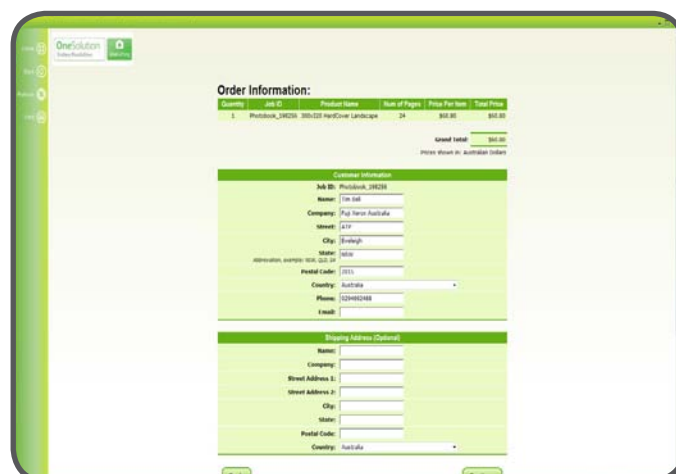 OneSolution
Order Information:
Quantity Job ID Product Name Num of Pages Price Per Item Total Price
1 Photobook_198256 HardCover Landscape 24 $60.80 $60.80
Grand Total: $60.80
Prices shown in: Australian Dollars
Customer Information
Job ID: Photobook_198256
Name: Tim Bell
Company: Fuji Xerox Australia
Street: ATP
City: Eveleigh
State: NSW
Abbreviation, example: NSW, QLD, SA
Postal Code:
Country: Australia
Phone:
Email:
Shipping Address (Optional)
Name:
Company:
Street Address 1:
Street Address 2:
City:
State:
Postal Code:
Country: Australia